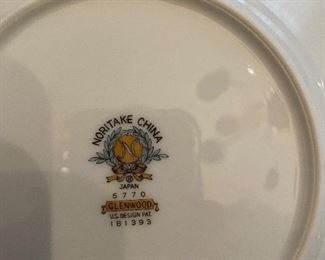 NORITAKE CHINA
N
®
JAPAN
5770
GLENWOOD
U.S. DESIGN PAT.
181393